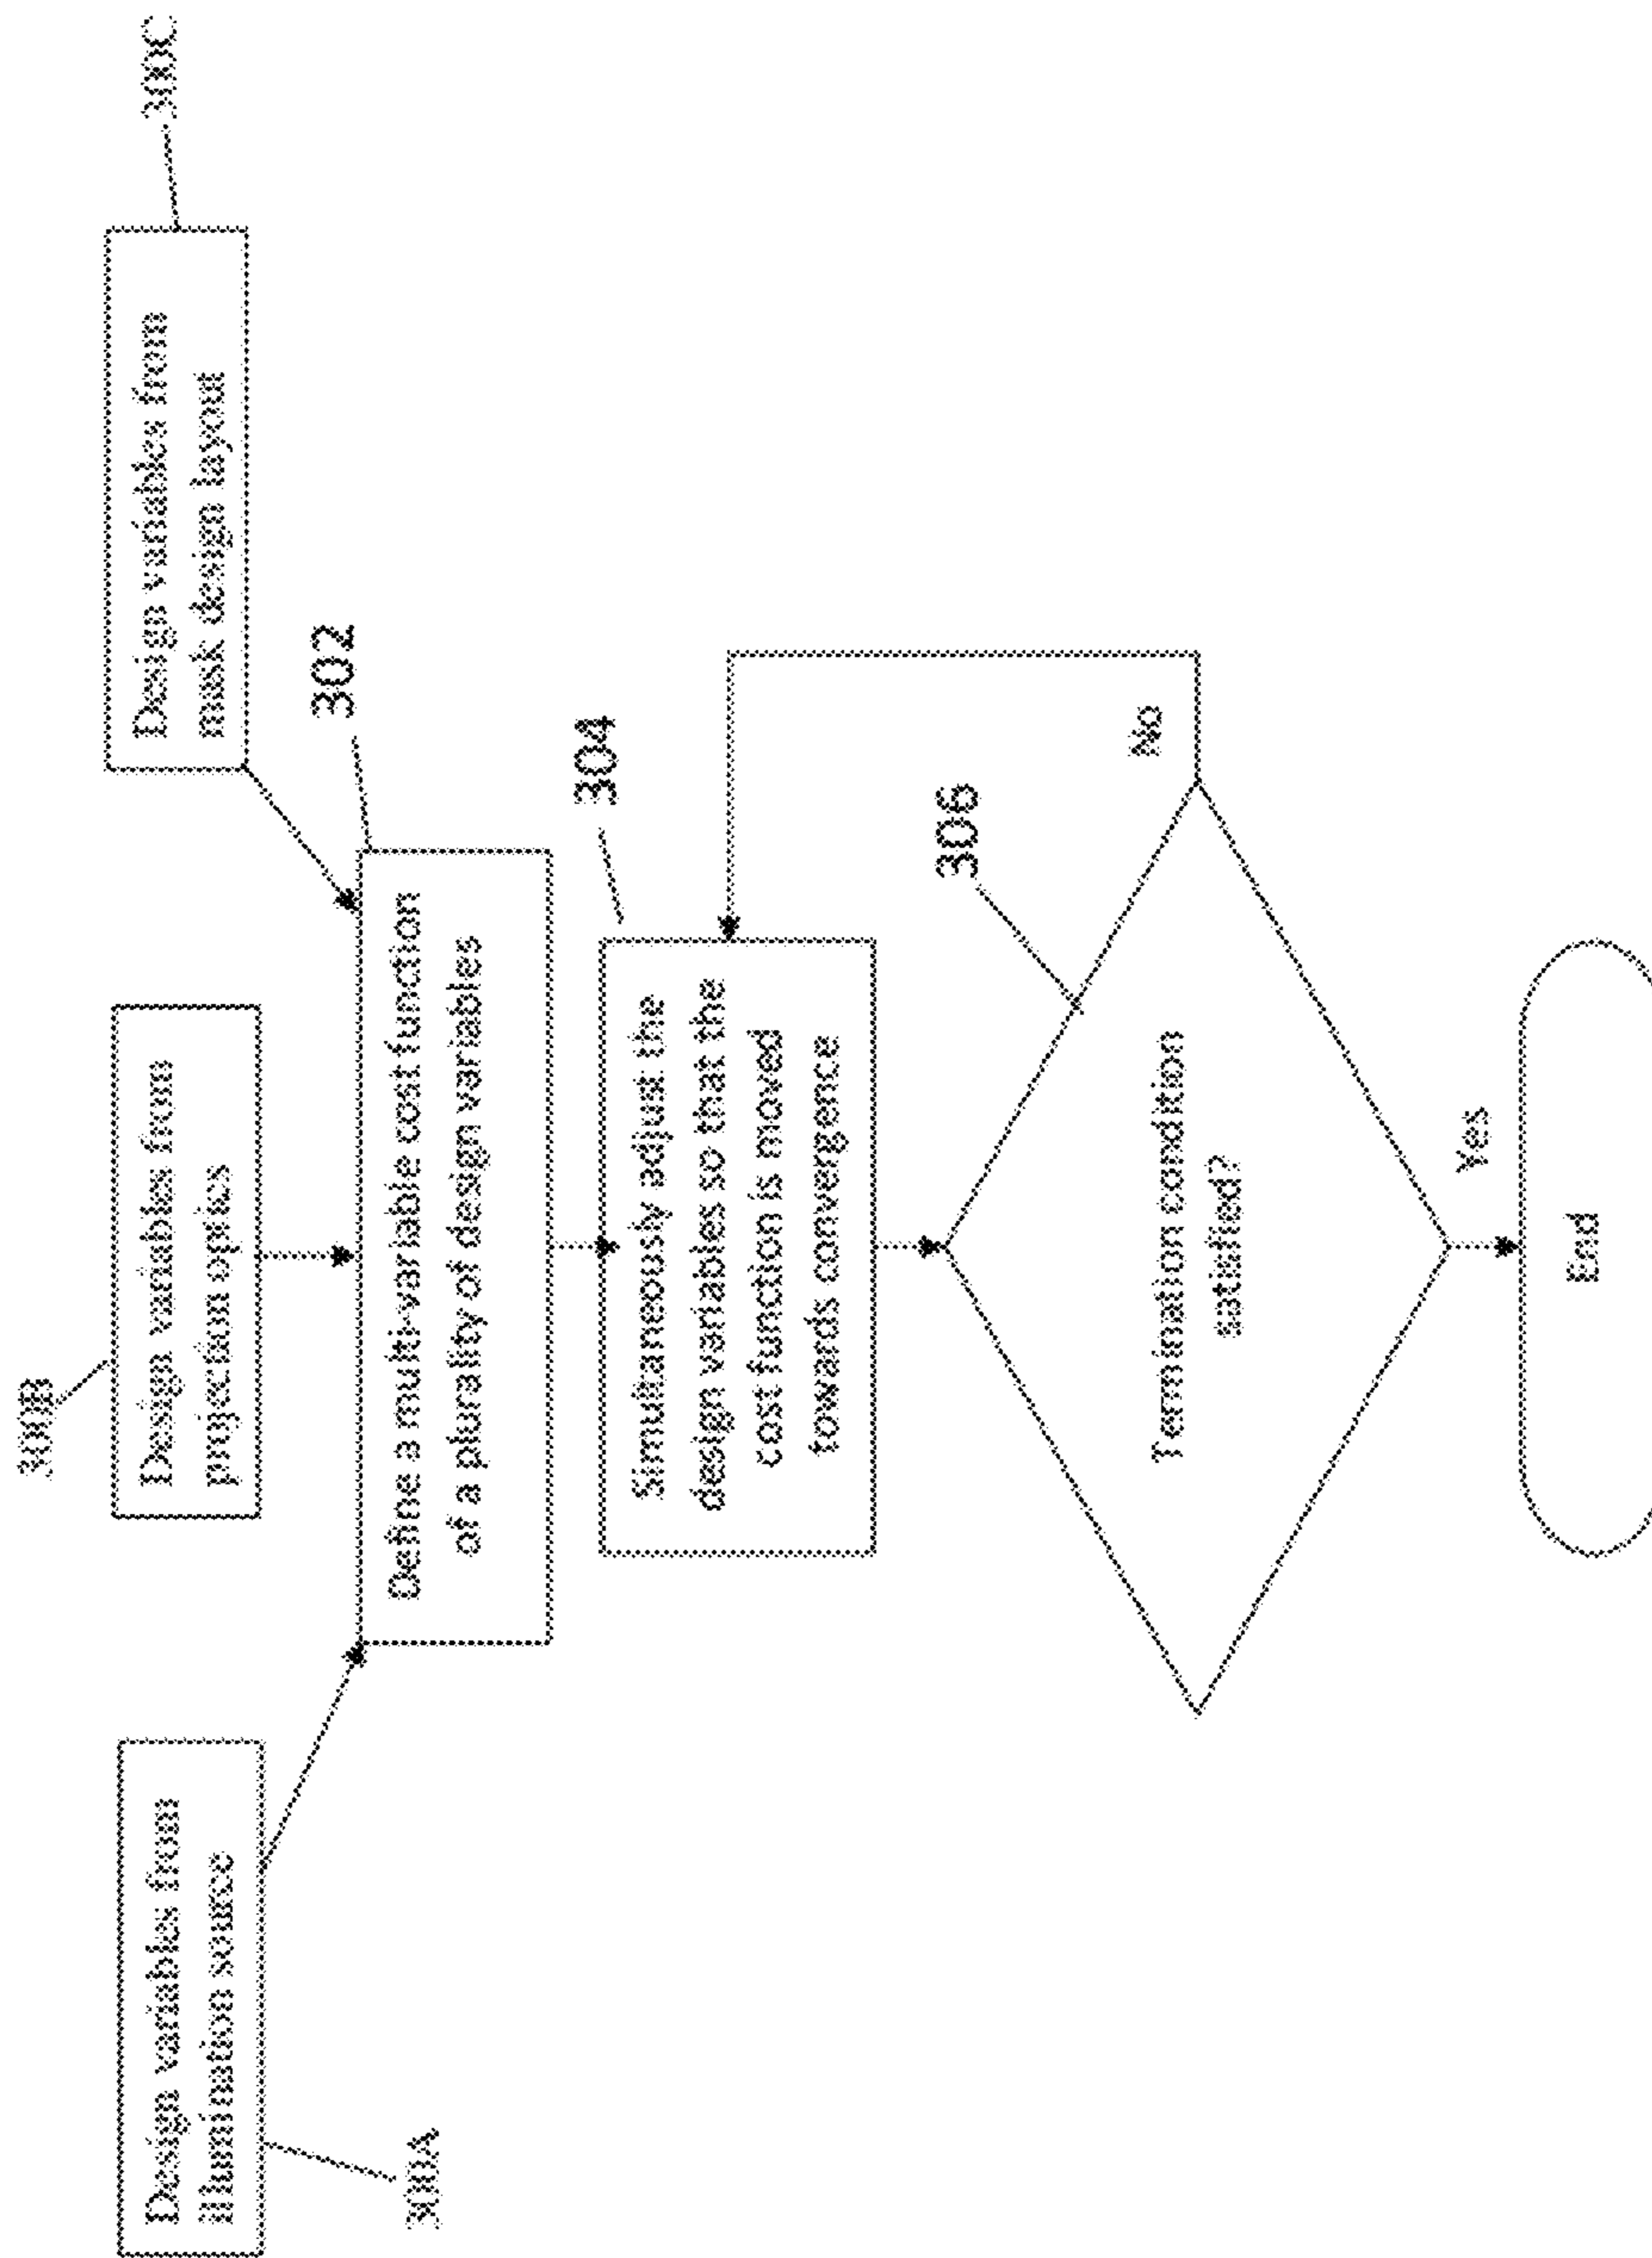 300A
Design variables from
illumination source
300B
Design variables from
projection optics
300C
Design variables from
mask design layout
302
Define a multi-variable cost function
of a plurality of design variables
304
Simultaneously adjust the
design variables so that the
cost function is moved
towards convergence
306
Termination condition
satisfied?
No
Yes
End